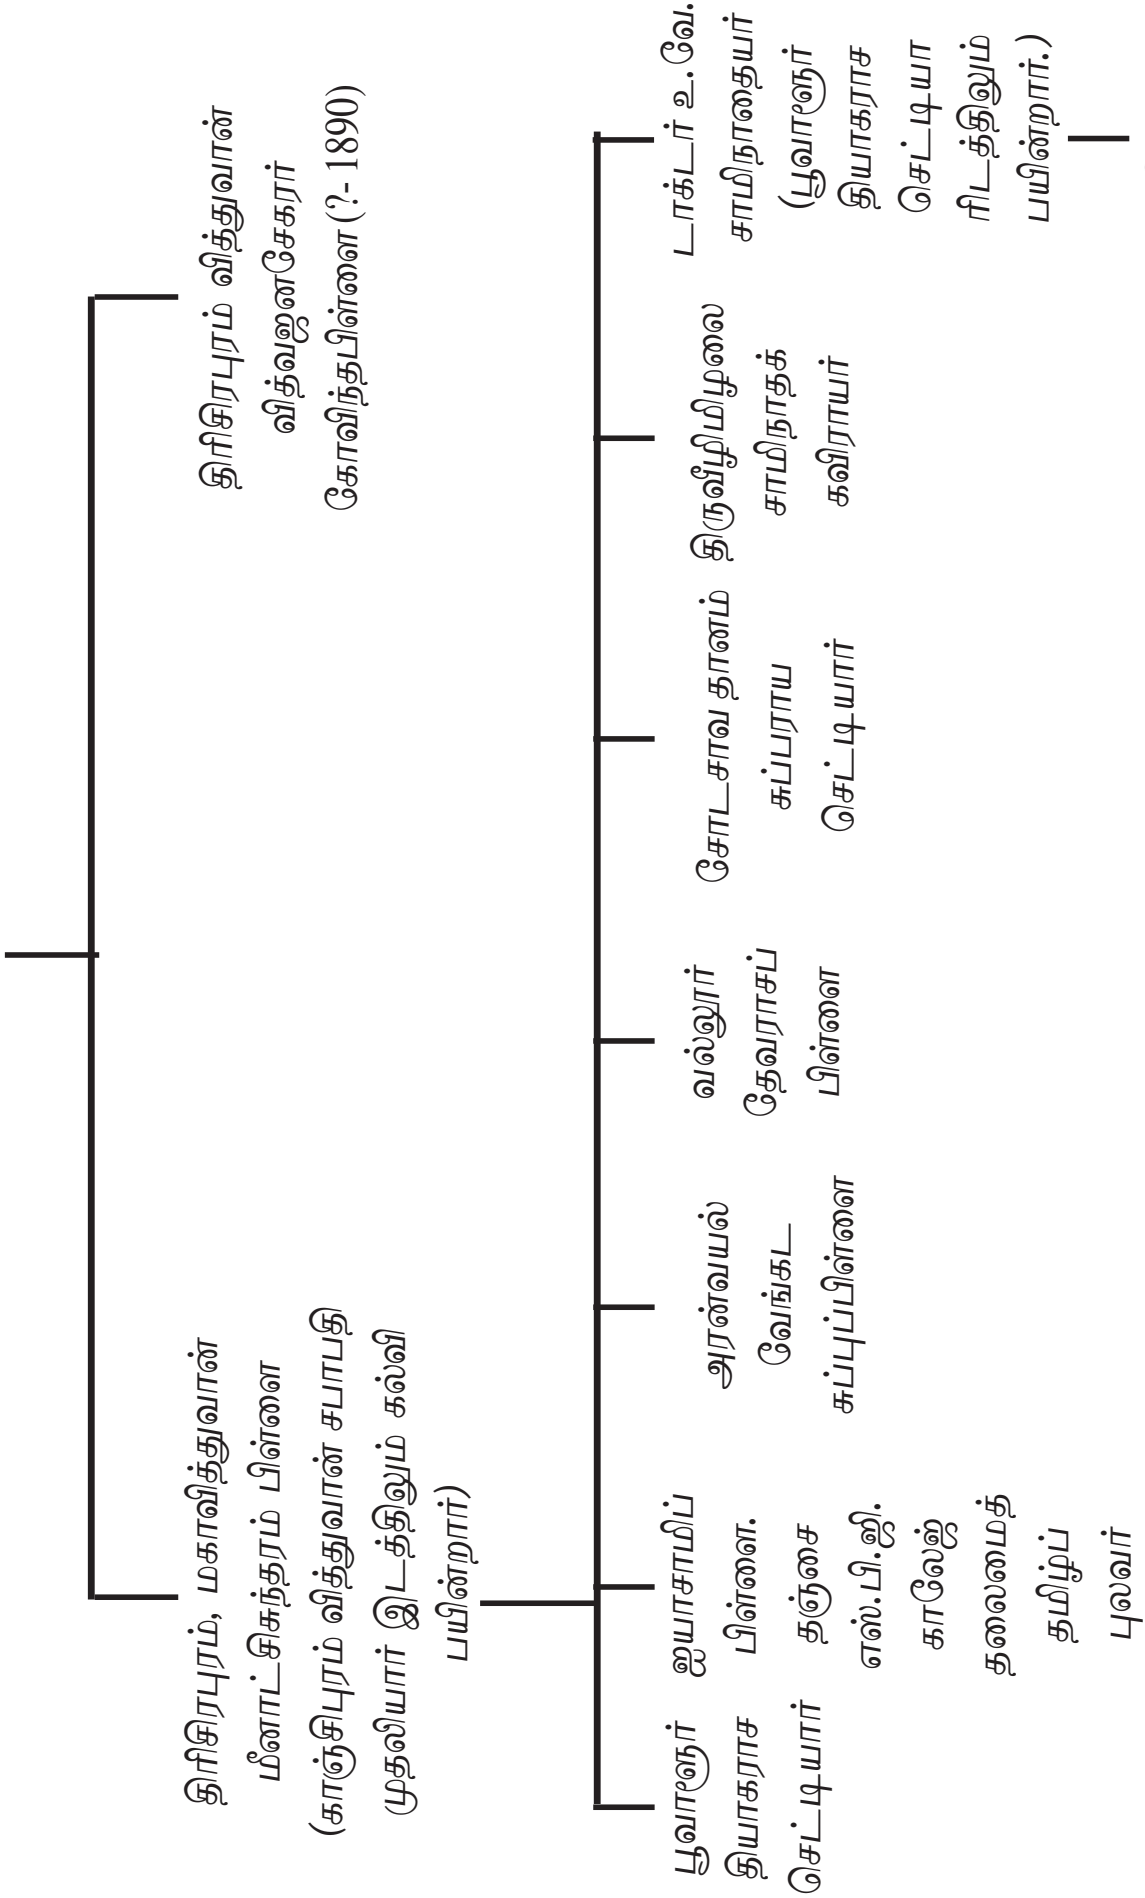 திரிசிரபுரம், மகாவித்துவான்
மீனாட்சிசுந்தரம் பிள்ளை
(காஞ்சிபுரம் வித்துவான் சபாபதி
முதலியார் இடத்திலும் கல்வி
பயின்றார்)
திரிசிரபுரம் வித்துவான்
வித்வஜனசேகரர்
கோவிந்தபிள்ளை (?- 1890)
பூவாளூர்
தியாகராச
செட்டியார்
ஐயாசாமிப்
பிள்ளை.
தஞ்சை
எஸ்.பி.ஜி.
காலேஜ்
தலைமைத்
தமிழ்ப்
புலவர்
அரன்வயல்
வேங்கட
சுப்புப்பிள்ளை
வல்லூர்
தேவராசப்
பிள்ளை
சோடசாவ தானம்
சுப்பராய
செட்டியார்
திருவீழிமிழலை
சாமிநாதக்
கவிராயர்
டாக்டர் உ.வே.
சாமிநாதையர்
(பூவாளூர்
தியாகராச
செட்டியா
ரிடத்திலும்
பயின்றார்.)